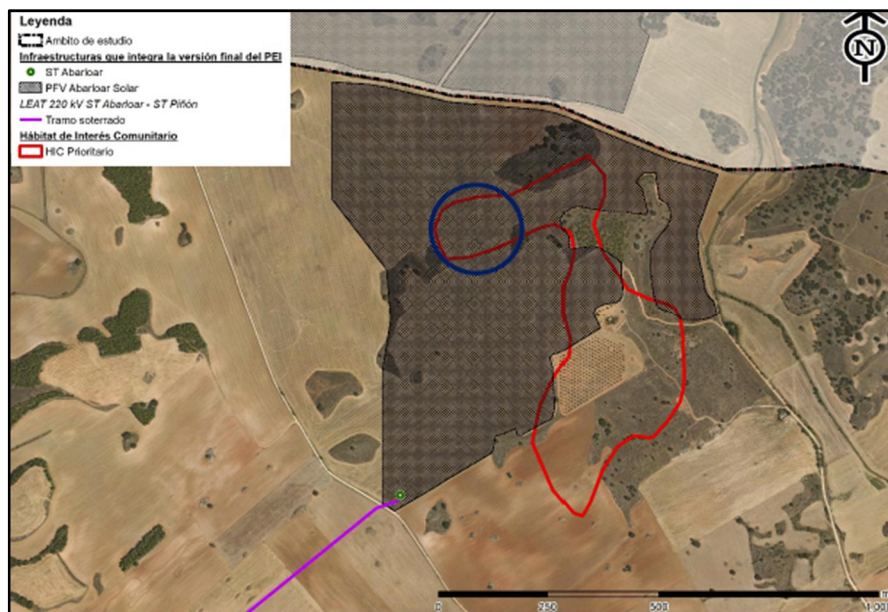 Leyenda
Ambito de estudio
Infraestructuras que integra la versión final del PEI
ST Abarloar
PFV Abarloar Solar
LEAT 220 kV ST Abarloar - ST Piñón
Tramo soterrado
Hábitat de Interés Comunitario
HIC Prioritario
N
0 250 500